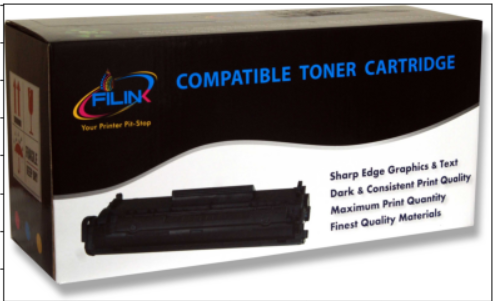 COMPATIBLE TONER CARTRIDGE
FILINK
Your Printer Pit-Stop
Sharp Edge Graphics & Text
Dark & Consistent Print Quality
Maximum Print Quantity
Finest Quality Materials